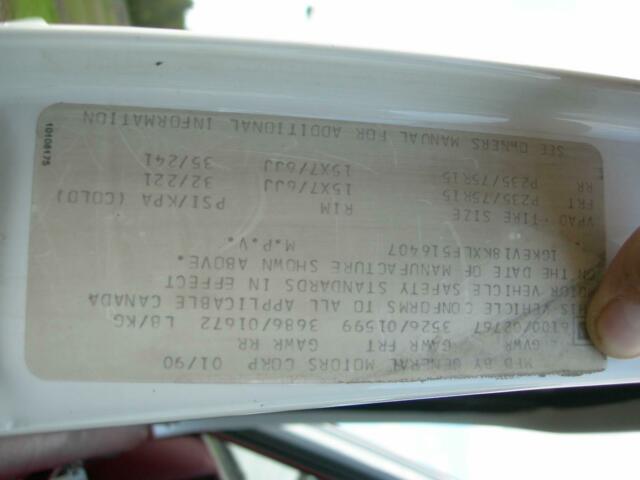 MFD BY GENERAL MOTORS CORP 01/90
GVWR GAWR FRT GAWR RR
6100/02767 3526/01599 3686/01672 LB/KG
THIS VEHICLE CONFORMS TO ALL APPLICABLE CANADA
MOTOR VEHICLE SAFETY STANDARDS IN EFFECT
ON THE DATE OF MANUFACTURE SHOWN ABOVE.
1GKEV18KXLF516407 M.P.V.
VPAO - TIRE SIZE RIM PSI/KPA (COLD)
FRT P235/75R15 15X7/6JJ 32/221
RR P235/75R15 15X7/6JJ 35/241
SEE OWNERS MANUAL FOR ADDITIONAL INFORMATION
10108175